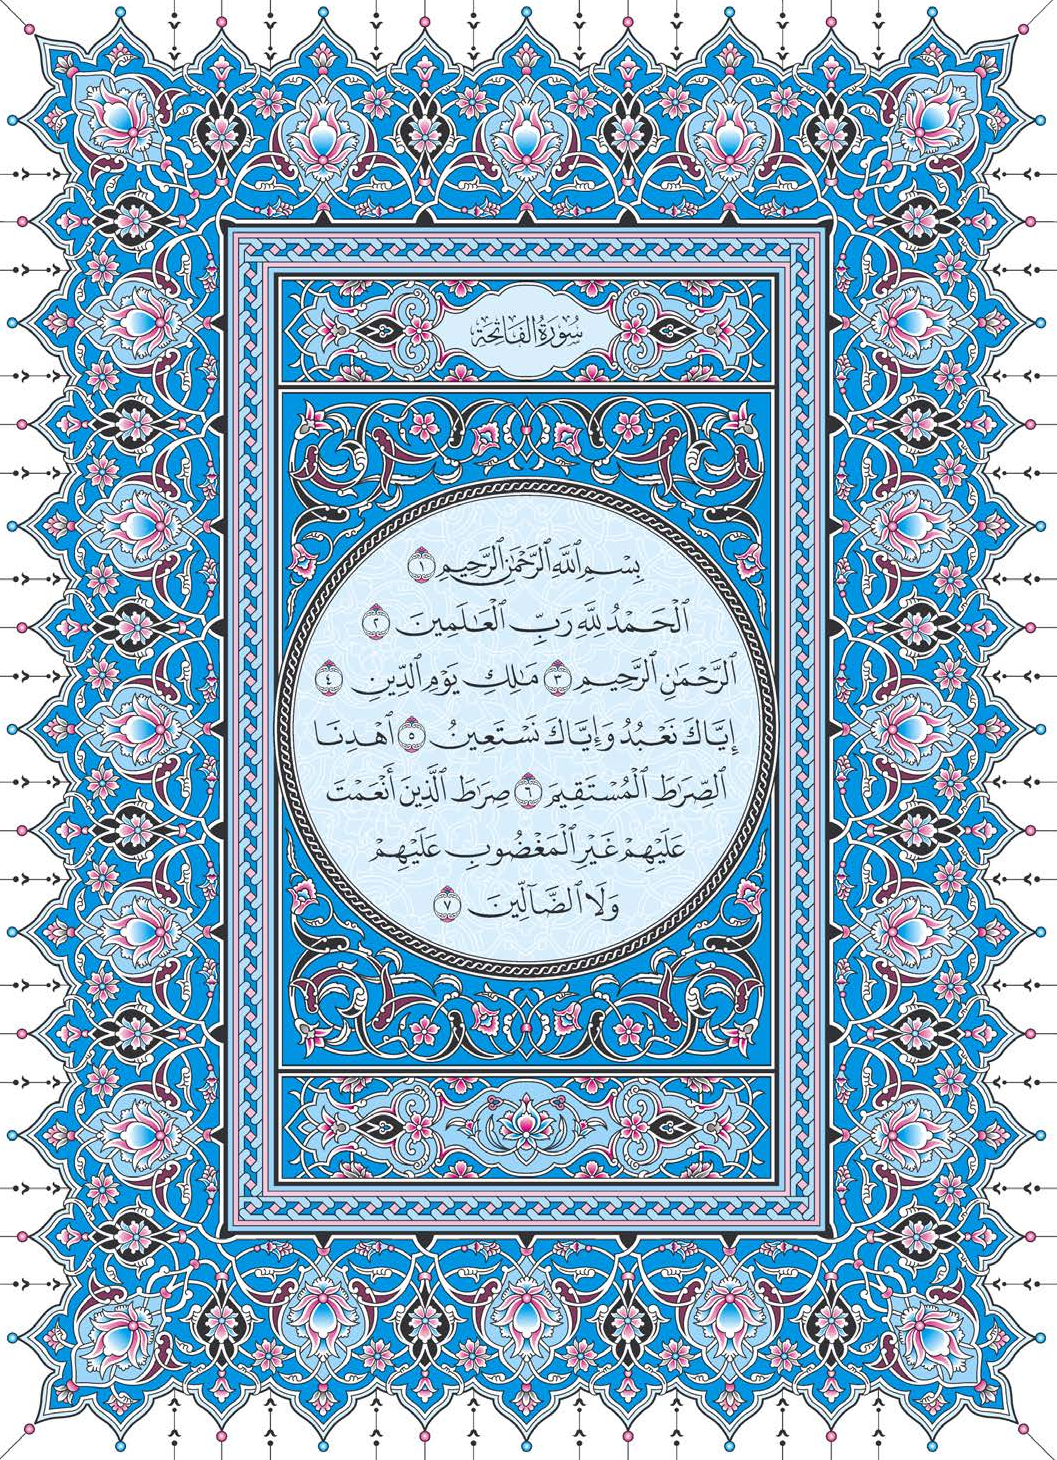 سُورَةُ الْفَاتِحَةِ
بِسْمِ ٱللَّهِ ٱلرَّحْمَٰنِ ٱلرَّحِيمِ ١
ٱلْحَمْدُ لِلَّهِ رَبِّ ٱلْعَٰلَمِينَ ٢
ٱلرَّحْمَٰنِ ٱلرَّحِيمِ ٣ مَٰلِكِ يَوْمِ ٱلدِّينِ ٤
إِيَّاكَ نَعْبُدُ وَإِيَّاكَ نَسْتَعِينُ ٥ ٱهْدِنَا
ٱلصِّرَٰطَ ٱلْمُسْتَقِيمَ ٦ صِرَٰطَ ٱلَّذِينَ أَنْعَمْتَ
عَلَيْهِمْ غَيْرِ ٱلْمَغْضُوبِ عَلَيْهِمْ
وَلَا ٱلضَّآلِّينَ ٧